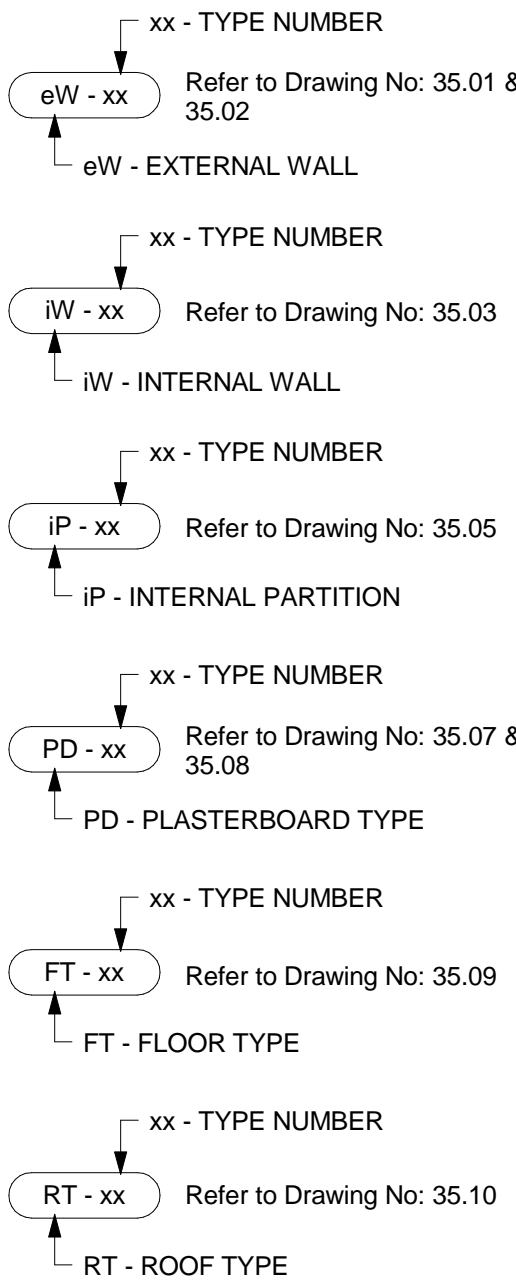 xx - TYPE NUMBER
eW - xx
Refer to Drawing No: 35.01 &
35.02
eW - EXTERNAL WALL
xx - TYPE NUMBER
iW - xx
Refer to Drawing No: 35.03
iW - INTERNAL WALL
xx - TYPE NUMBER
iP - xx
Refer to Drawing No: 35.05
iP - INTERNAL PARTITION
xx - TYPE NUMBER
PD - xx
Refer to Drawing No: 35.07 &
35.08
PD - PLASTERBOARD TYPE
xx - TYPE NUMBER
FT - xx
Refer to Drawing No: 35.09
FT - FLOOR TYPE
xx - TYPE NUMBER
RT - xx
Refer to Drawing No: 35.10
RT - ROOF TYPE